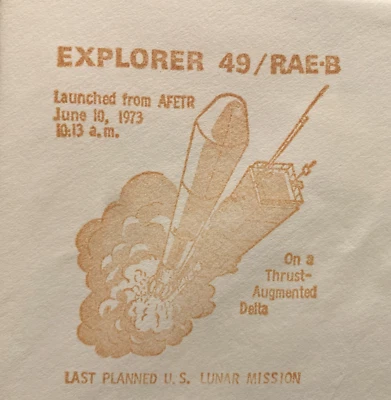 EXPLORER 49/RAE-B
Launched from AFETR
June 10, 1973
10:13 a.m.
On a
Thrust-
Augmented
Delta
LAST PLANNED U.S. LUNAR MISSION